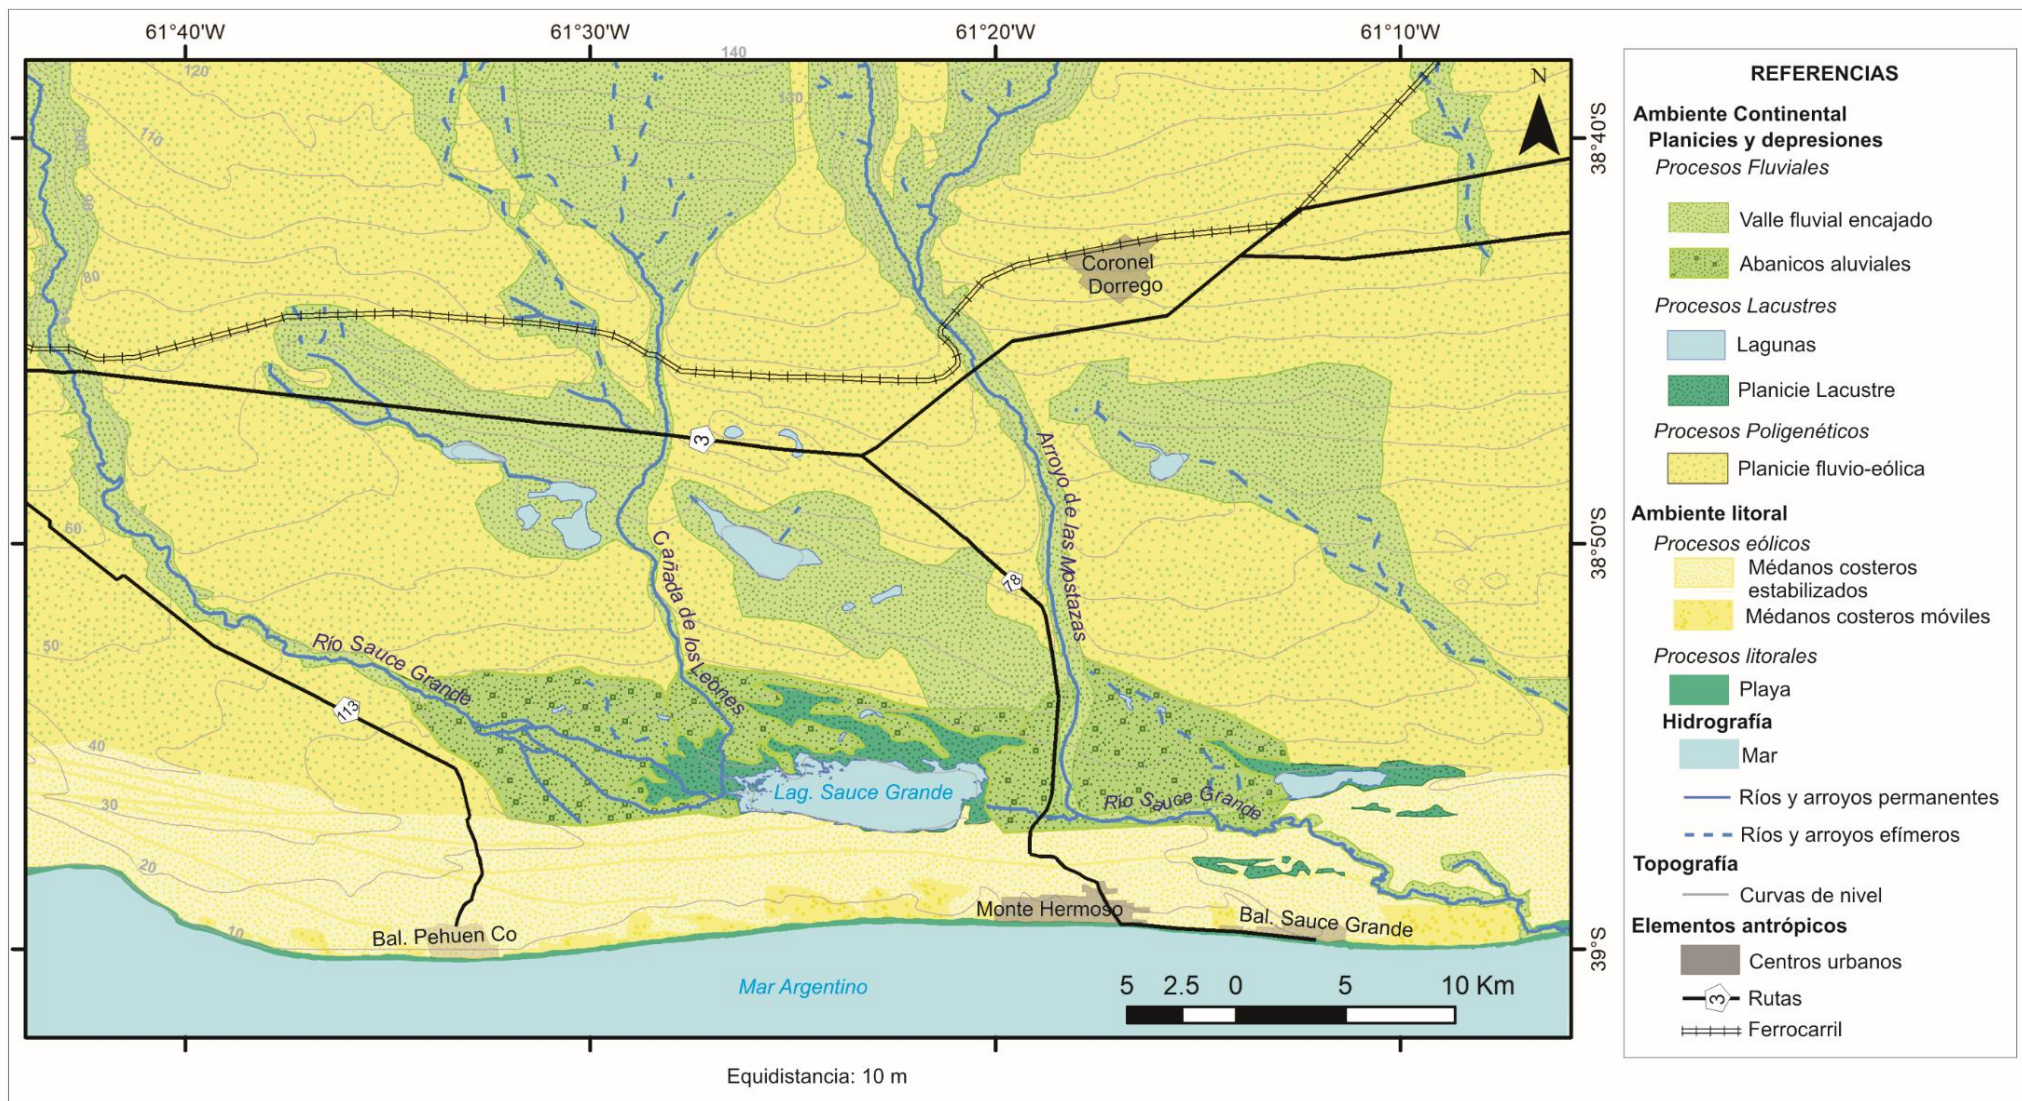 61°40'W
61°30'W
61°20'W
61°10'W
140
120
110
130
100
90
80
60
50
40
30
20
10
N
38°40'S
38°50'S
39°S
Coronel
Dorrego
3
78
113
Arroyo de las Mostazas
Cañada de los Leones
Río Sauce Grande
Lag. Sauce Grande
Río Sauce Grande
Monte Hermoso
Bal. Sauce Grande
Bal. Pehuen Co
Mar Argentino
5 2.5 0 5 10 Km
Equidistancia: 10 m
REFERENCIAS
Ambiente Continental
Planicies y depresiones
Procesos Fluviales
Valle fluvial encajado
Abanicos aluviales
Procesos Lacustres
Lagunas
Planicie Lacustre
Procesos Poligenéticos
Planicie fluvio-eólica
Ambiente litoral
Procesos eólicos
Médanos costeros
estabilizados
Médanos costeros móviles
Procesos litorales
Playa
Hidrografía
Mar
Ríos y arroyos permanentes
Ríos y arroyos efímeros
Topografía
Curvas de nivel
Elementos antrópicos
Centros urbanos
3 Rutas
Ferrocarril